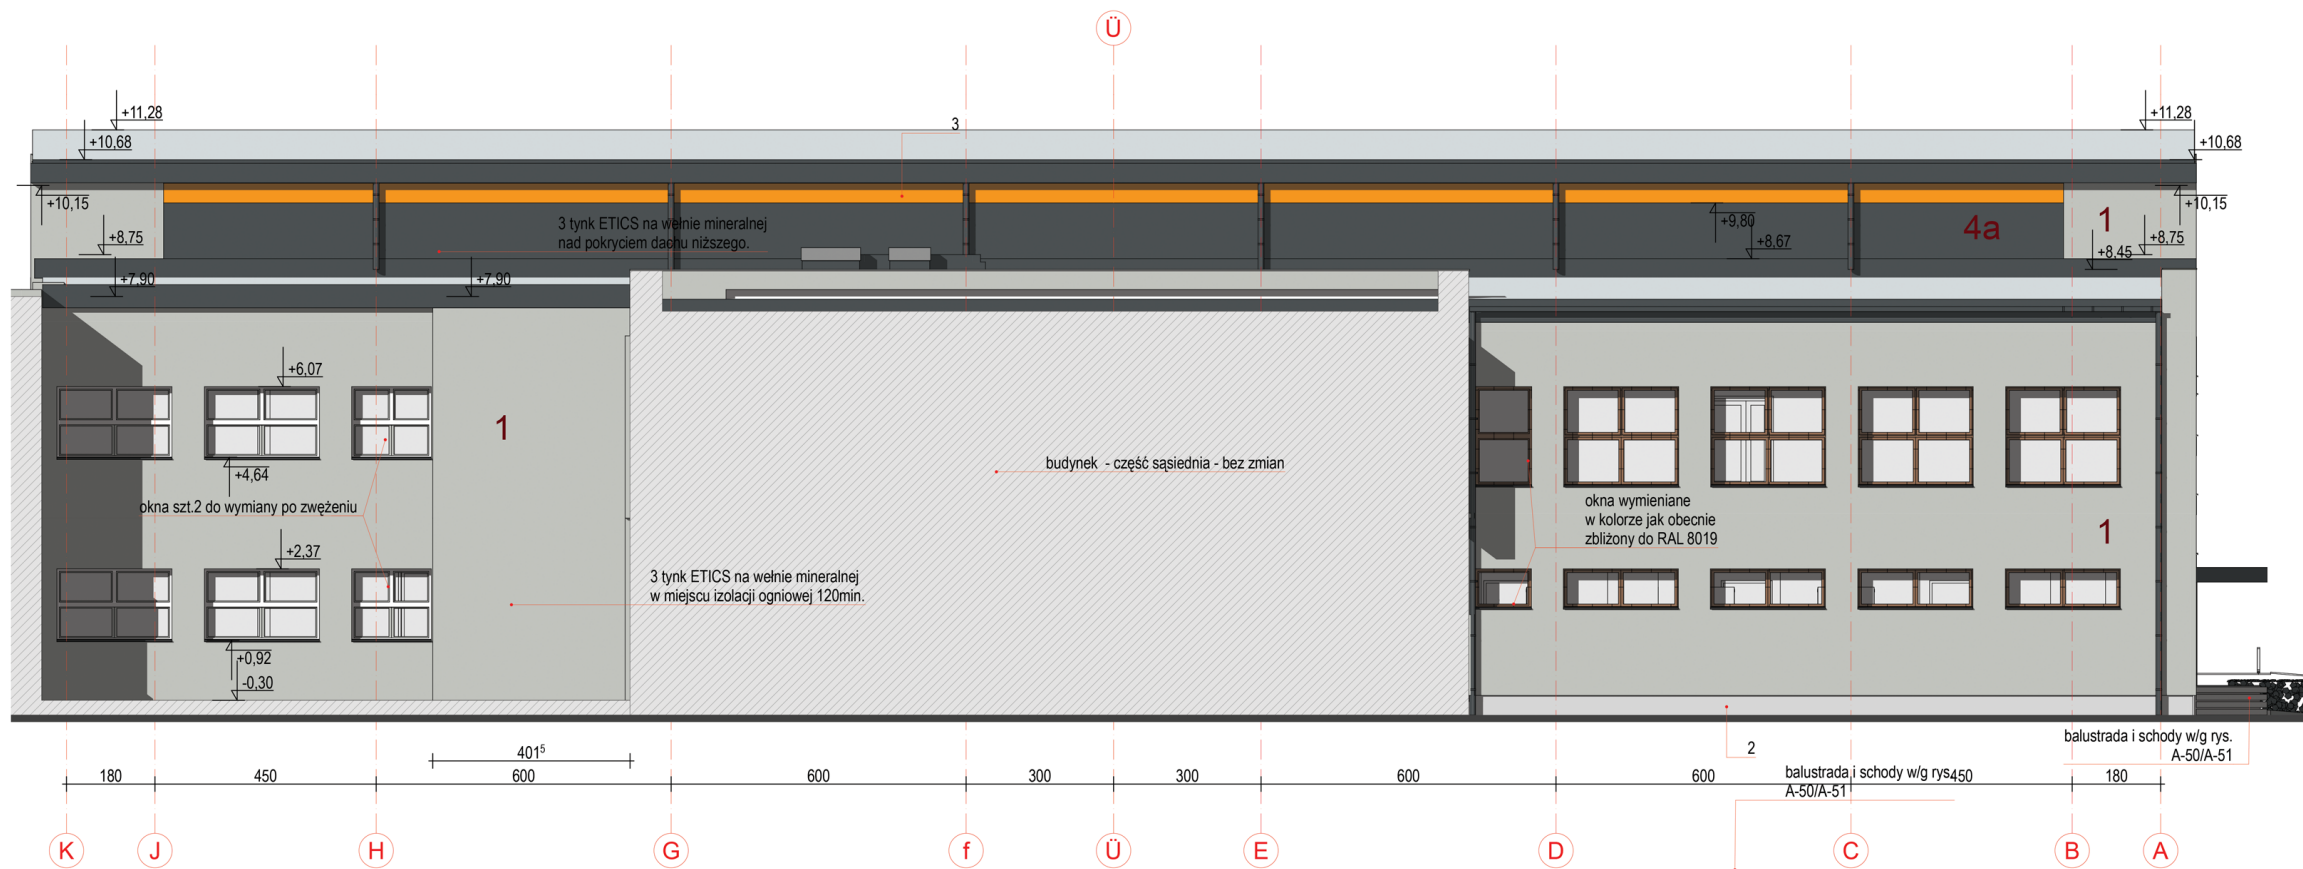 Ü
+11,28
+11,28
3
+10,68
+10,68
+10,15
+10,15
3 tynk ETICS na wełnie mineralnej
nad pokryciem dachu niższego.
+9,80
4a
1
+8,75
+8,67
+8,75
+8,45
+7,90
+7,90
+6,07
1
budynek - część sąsiednia - bez zmian
+4,64
okna szt.2 do wymiany po zwężeniu
okna wymieniane
w kolorze jak obecnie
zbliżony do RAL 8019
1
+2,37
3 tynk ETICS na wełnie mineralnej
w miejscu izolacji ogniowej 120min.
+0,92
-0,30
balustrada i schody w/g rys.
A-50/A-51
2
401⁵
180 450 600 600 300 300 600 600 450 180
balustrada i schody w/g rys.
A-50/A-51
K J H G f Ü E D C B A